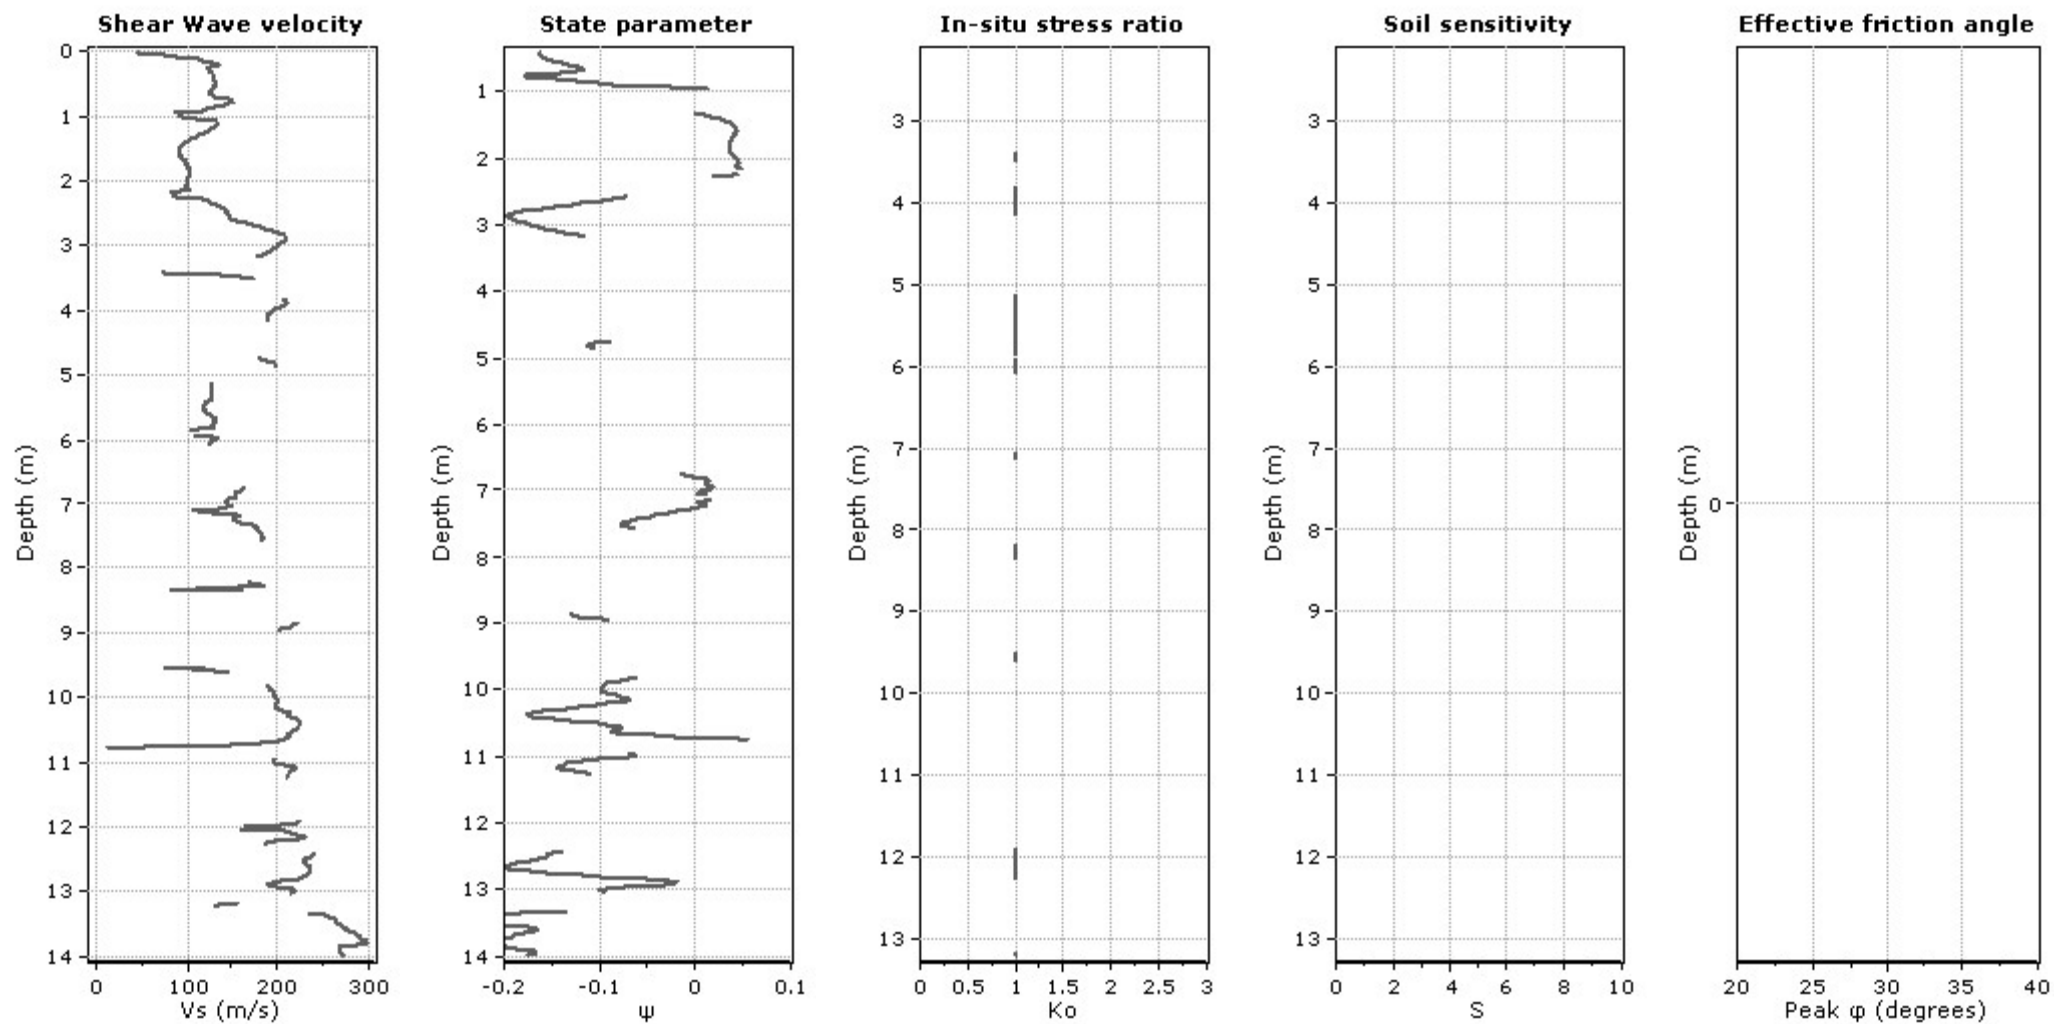 Shear Wave velocity
0
1
2
3
4
5
6
7
8
9
10
11
12
13
14
Depth (m)
0 100 200 300
Vs (m/s)
State parameter
1
2
3
4
5
6
7
8
9
10
11
12
13
14
Depth (m)
-0.2 -0.1 0 0.1
ψ
In-situ stress ratio
3
4
5
6
7
8
9
10
11
12
13
Depth (m)
0 0.5 1 1.5 2 2.5 3
Ko
Soil sensitivity
3
4
5
6
7
8
9
10
11
12
13
Depth (m)
0 2 4 6 8 10
S
Effective friction angle
0
Depth (m)
20 25 30 35 40
Peak φ (degrees)